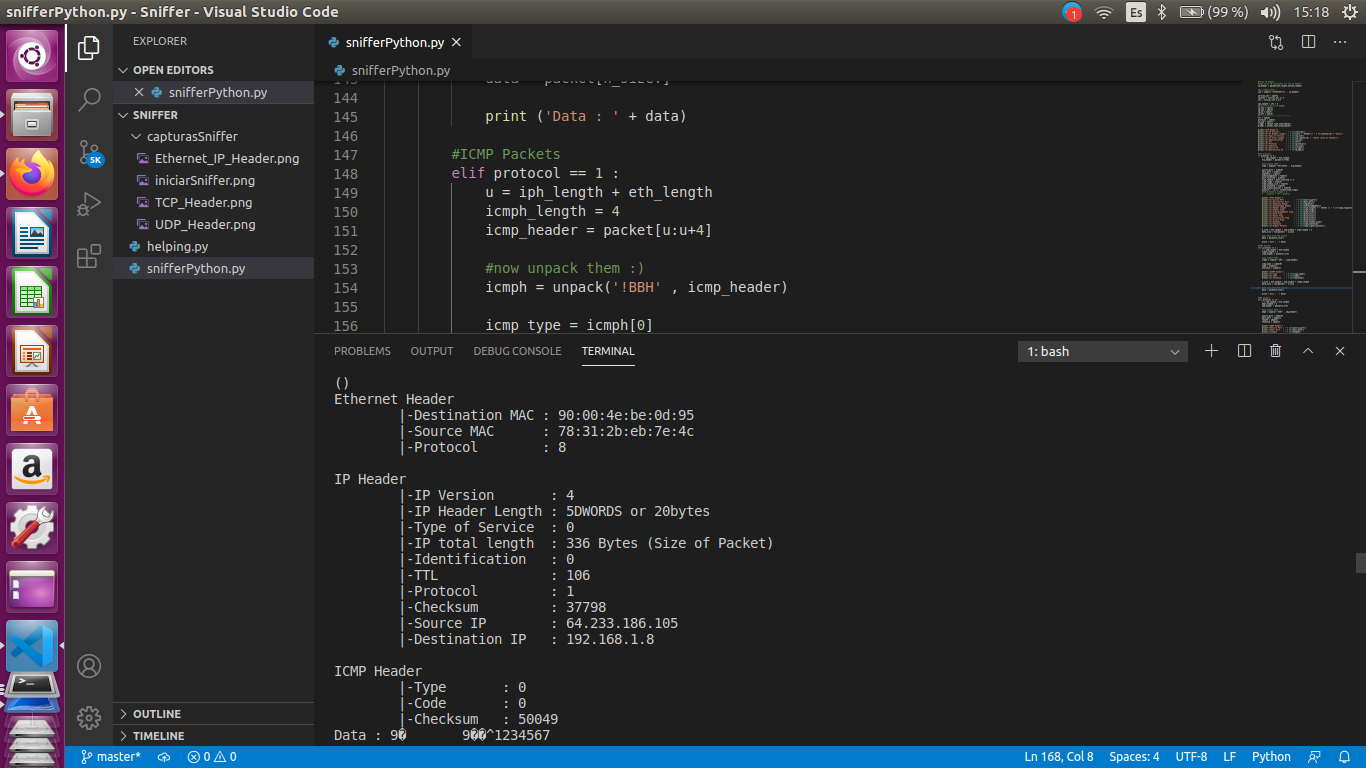 snifferPython.py - Sniffer - Visual Studio Code
1
Es
(99 %)
15:18
EXPLORER
OPEN EDITORS
snifferPython.py
SNIFFER
capturasSniffer
Ethernet_IP_Header.png
iniciarSniffer.png
TCP_Header.png
UDP_Header.png
helping.py
snifferPython.py
OUTLINE
TIMELINE
SK
a
snifferPython.py
snifferPython.py
144
145 print ('Data : ' + data)
146
147 #ICMP Packets
148 elif protocol == 1 :
149 u = iph_length + eth_length
150 icmph_length = 4
151 icmp_header = packet[u:u+4]
152
153 #now unpack them :)
154 icmph = unpack('!BBH' , icmp_header)
155
156 icmp_type = icmph[0]
PROBLEMS OUTPUT DEBUG CONSOLE TERMINAL
1: bash
()
Ethernet Header
|-Destination MAC : 90:00:4e:be:0d:95
|-Source MAC : 78:31:2b:eb:7e:4c
|-Protocol : 8
IP Header
|-IP Version : 4
|-IP Header Length : 5DWORDS or 20bytes
|-Type of Service : 0
|-IP total length : 336 Bytes (Size of Packet)
|-Identification : 0
|-TTL : 106
|-Protocol : 1
|-Checksum : 37798
|-Source IP : 64.233.186.105
|-Destination IP : 192.168.1.8
ICMP Header
|-Type : 0
|-Code : 0
|-Checksum : 50049
Data : 9� 9��^1234567
master*
0 0
Ln 168, Col 8
Spaces: 4
UTF-8
LF
Python